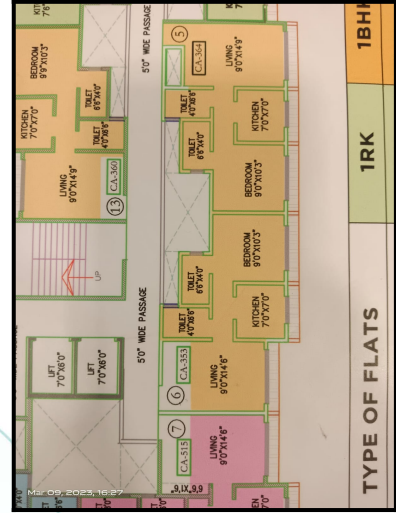 KIT
7'6"
BEDROOM
9'9"X10'3"
TOILET
6'6"X4'0"
KITCHEN
7'0"X7'0"
TOILET
4'0"X6'6"
LIVING
9'0"X14'9"
CA-360
13
UP
LIFT
7'0"X6'0"
LIFT
7'0"X6'0"
5'0" WIDE PASSAGE
5'0" WIDE PASSAGE
5
CA-364
LIVING
9'0"X14'9"
TOILET
4'0"X6'6"
TOILET
6'6"X4'0"
KITCHEN
7'0"X7'0"
BEDROOM
9'0"X10'3"
BEDROOM
9'0"X10'3"
TOILET
6'6"X4'0"
TOILET
4'0"X6'6"
KITCHEN
7'0"X7'0"
6
CA-353
LIVING
9'0"X14'6"
7
CA-515
LIVING
9'0"X14'6"
TYPE OF FLATS
1RK
1BHK
Mar 09, 2023, 16:27